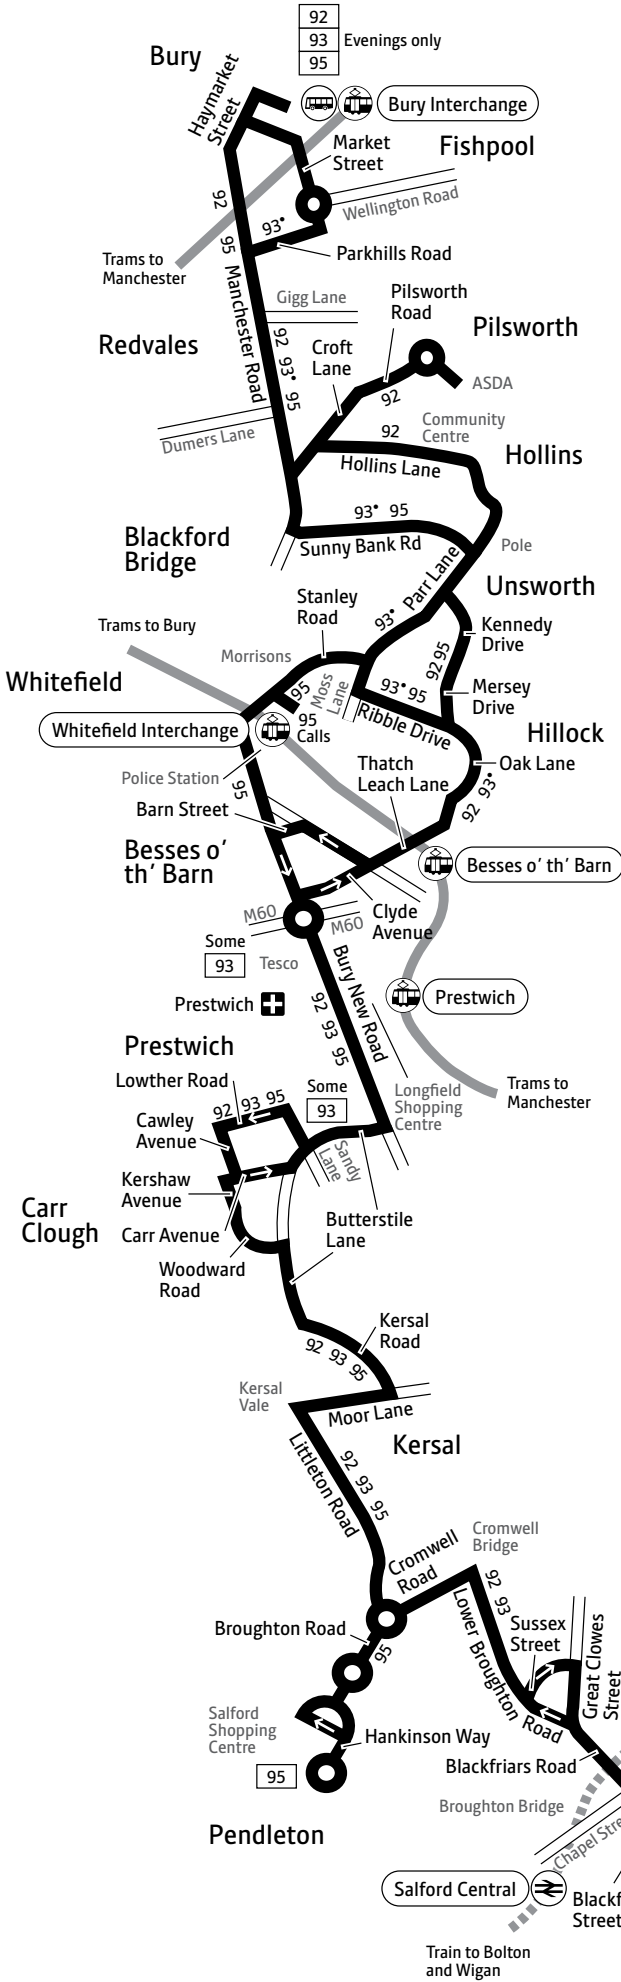 92
93 Evenings only
95
Bury
Haymarket
Street
Bury Interchange
Market
Street
Fishpool
92
Wellington Road
93•
Parkhills Road
95
Trams to
Manchester
Manchester Road
Gigg Lane
Pilsworth
Road
Pilsworth
Redvales
Croft
Lane
92 93• 95
ASDA
92
Community
Centre
Dumers Lane
92
Hollins Lane
Hollins
93• 95
Blackford
Bridge
Sunny Bank Rd
Pole
Parr Lane
Unsworth
Stanley
Road
93•
Kennedy
Drive
Trams to Bury
Morrisons
92 95
Whitefield
95
Moss
Lane
93• 95
Mersey
Drive
Whitefield Interchange
95
Calls
Ribble Drive
Hillock
Thatch
Leach Lane
Oak Lane
Police Station
95
92 93•
Barn Street
Besses o'
th' Barn
Besses o' th' Barn
Clyde
Avenue
M60
M60
Some
93
Tesco
Bury New Road
Prestwich
92 93 95
Prestwich
Prestwich
Lowther Road
Some
93
Longfield
Shopping
Centre
Trams to
Manchester
92 93 95
Cawley
Avenue
Sandy
Lane
Kershaw
Avenue
Carr
Clough
Carr Avenue
Butterstile
Lane
Woodward
Road
Kersal
Road
92 93 95
Kersal
Vale
Moor Lane
Kersal
Littleton Road
92 93 95
Cromwell
Road
Cromwell
Bridge
92 93
Broughton Road
95
Lower Broughton
Road
Sussex
Street
Great Clowes
Street
Salford
Shopping
Centre
Hankinson Way
95
Blackfriars Road
Pendleton
Broughton Bridge
Chapel Stre
Salford Central
Blackf
Street
Train to Bolton
and Wigan